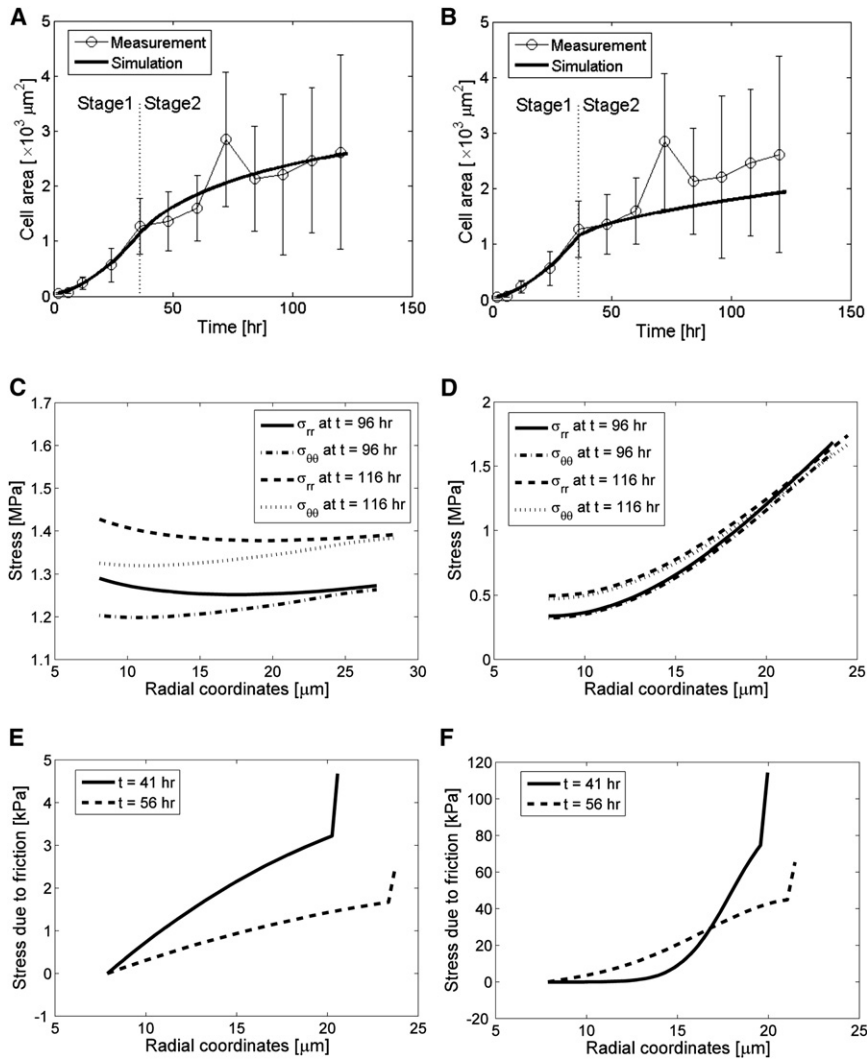 A
5
4
3
2
1
0
0 50 100 150
Cell area [ ×10³ μm²]
Time [hr]
Measurement
Simulation
Stage1 Stage2
B
5
4
3
2
1
0
0 50 100 150
Cell area [ ×10³ μm²]
Time [hr]
Measurement
Simulation
Stage1 Stage2
C
1.7
1.6
1.5
1.4
1.3
1.2
1.1
5 10 15 20 25 30
Stress [MPa]
Radial coordinates [μm]
σrr at t = 96 hr
σθθ at t = 96 hr
σrr at t = 116 hr
σθθ at t = 116 hr
D
2
1.5
1
0.5
0
5 10 15 20 25
Stress [MPa]
Radial coordinates [μm]
σrr at t = 96 hr
σθθ at t = 96 hr
σrr at t = 116 hr
σθθ at t = 116 hr
E
5
4
3
2
1
0
-1
5 10 15 20 25
Stress due to friction [kPa]
Radial coordinates [μm]
t = 41 hr
t = 56 hr
F
120
100
80
60
40
20
0
-20
5 10 15 20 25
Stress due to friction [kPa]
Radial coordinates [μm]
t = 41 hr
t = 56 hr